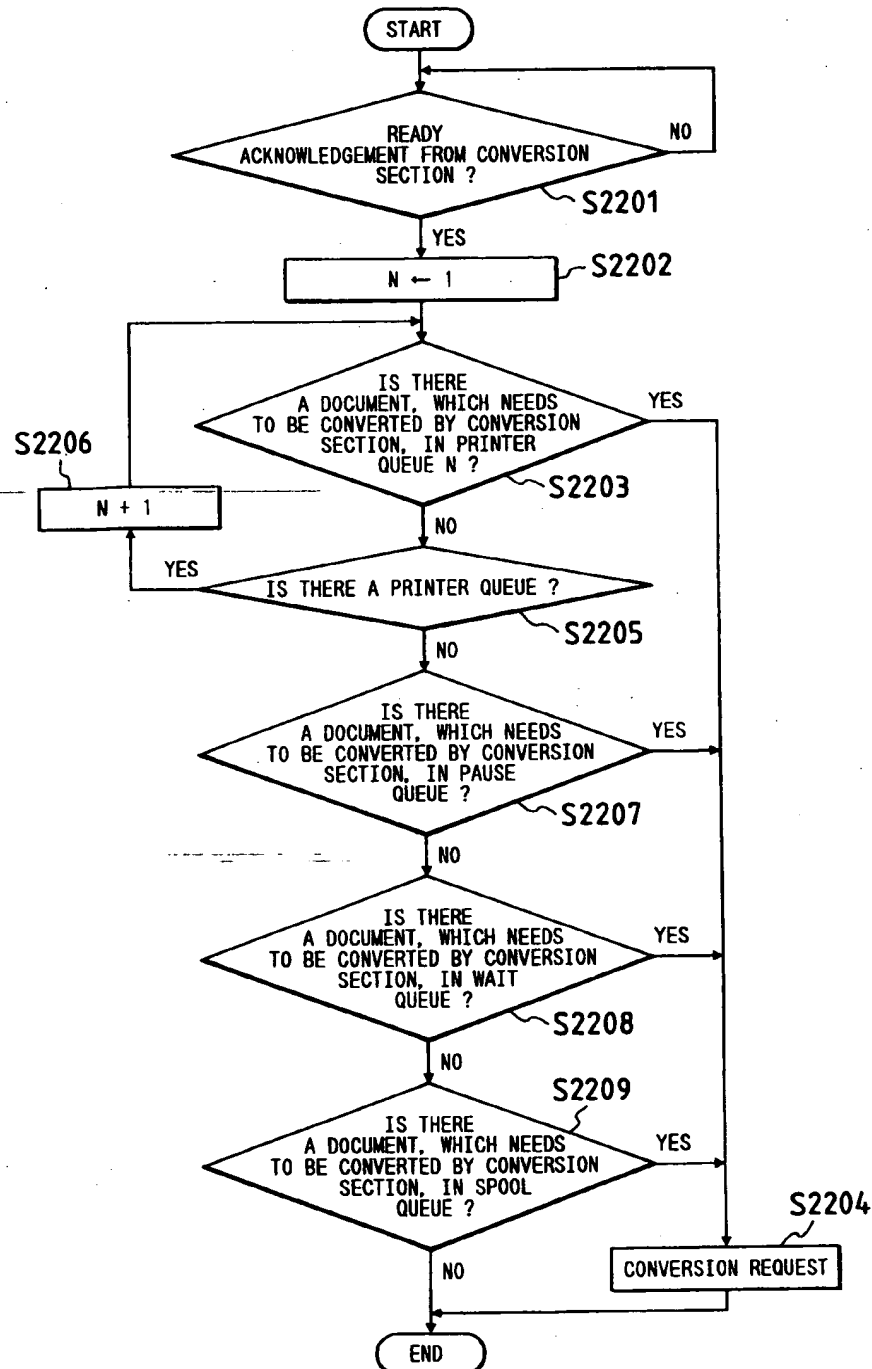 START
READY
ACKNOWLEDGEMENT FROM CONVERSION
SECTION ?
NO
S2201
YES
N ← 1
S2202
IS THERE
A DOCUMENT, WHICH NEEDS
TO BE CONVERTED BY CONVERSION
SECTION, IN PRINTER
QUEUE N ?
YES
S2203
S2206
N + 1
NO
YES
IS THERE A PRINTER QUEUE ?
S2205
NO
IS THERE
A DOCUMENT, WHICH NEEDS
TO BE CONVERTED BY CONVERSION
SECTION, IN PAUSE
QUEUE ?
YES
S2207
NO
IS THERE
A DOCUMENT, WHICH NEEDS
TO BE CONVERTED BY CONVERSION
SECTION, IN WAIT
QUEUE ?
YES
S2208
NO
S2209
IS THERE
A DOCUMENT, WHICH NEEDS
TO BE CONVERTED BY CONVERSION
SECTION, IN SPOOL
QUEUE ?
YES
S2204
NO
CONVERSION REQUEST
END